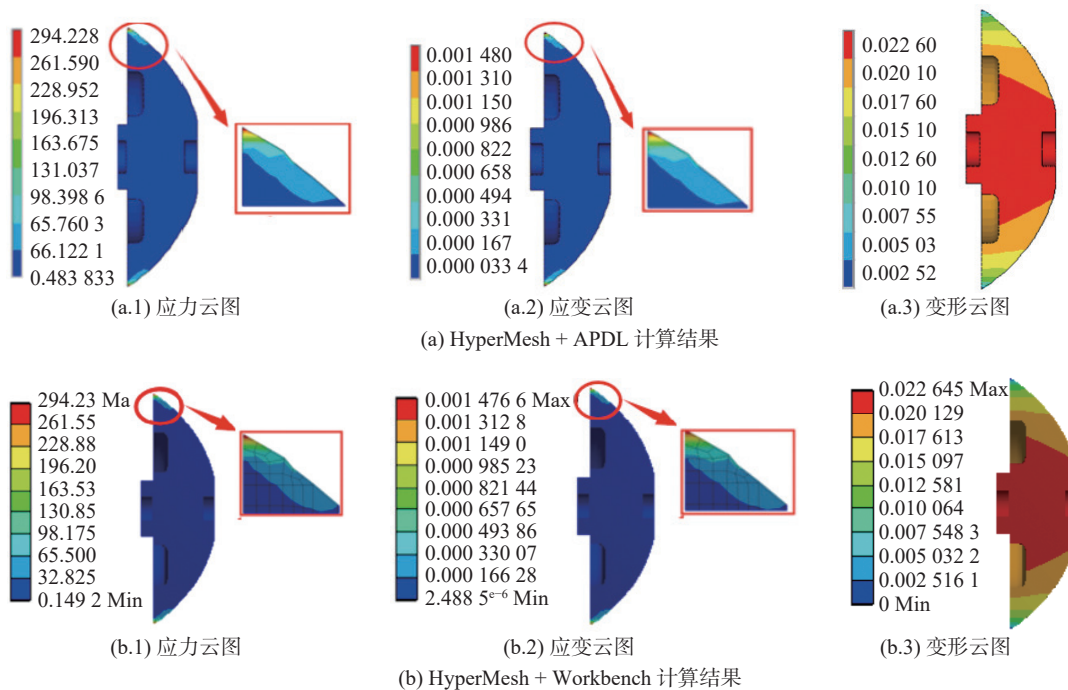 294.228
261.590
228.952
196.313
163.675
131.037
98.398 6
65.760 3
66.122 1
0.483 833
(a.1) 应力云图
0.001 480
0.001 310
0.001 150
0.000 986
0.000 822
0.000 658
0.000 494
0.000 331
0.000 167
0.000 033 4
(a.2) 应变云图
0.022 60
0.020 10
0.017 60
0.015 10
0.012 60
0.010 10
0.007 55
0.005 03
0.002 52
(a.3) 变形云图
(a) HyperMesh + APDL 计算结果
294.23 Ma
261.55
228.88
196.20
163.53
130.85
98.175
65.500
32.825
0.149 2 Min
(b.1) 应力云图
0.001 476 6 Max
0.001 312 8
0.001 149 0
0.000 985 23
0.000 821 44
0.000 657 65
0.000 493 86
0.000 330 07
0.000 166 28
2.488 5e−6 Min
(b.2) 应变云图
0.022 645 Max
0.020 129
0.017 613
0.015 097
0.012 581
0.010 064
0.007 548 3
0.005 032 2
0.002 516 1
0 Min
(b.3) 变形云图
(b) HyperMesh + Workbench 计算结果